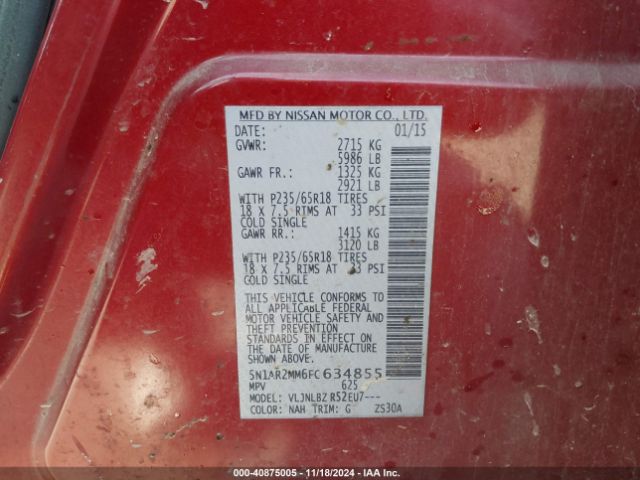 MFD BY NISSAN MOTOR CO., LTD.
DATE: 01/15
GVWR: 2715 KG
5986 LB
GAWR FR.: 1325 KG
2921 LB
WITH P235/65R18 TIRES
18 X 7.5 RIMS AT 33 PSI
COLD SINGLE
GAWR RR.: 1415 KG
3120 LB
WITH P235/65R18 TIRES
18 X 7.5 RIMS AT 33 PSI
COLD SINGLE
THIS VEHICLE CONFORMS TO
ALL APPLICABLE FEDERAL
MOTOR VEHICLE SAFETY AND
THEFT PREVENTION
STANDARDS IN EFFECT ON
THE DATE OF MANUFACTURE
SHOWN ABOVE.
5N1AR2MM6FC 634855
MPV 625
MODEL: VLJNLBZ R52EU7---
COLOR: NAH TRIM: G ZS30A
000-40875005 — 11/18/2024 — IAA Inc.